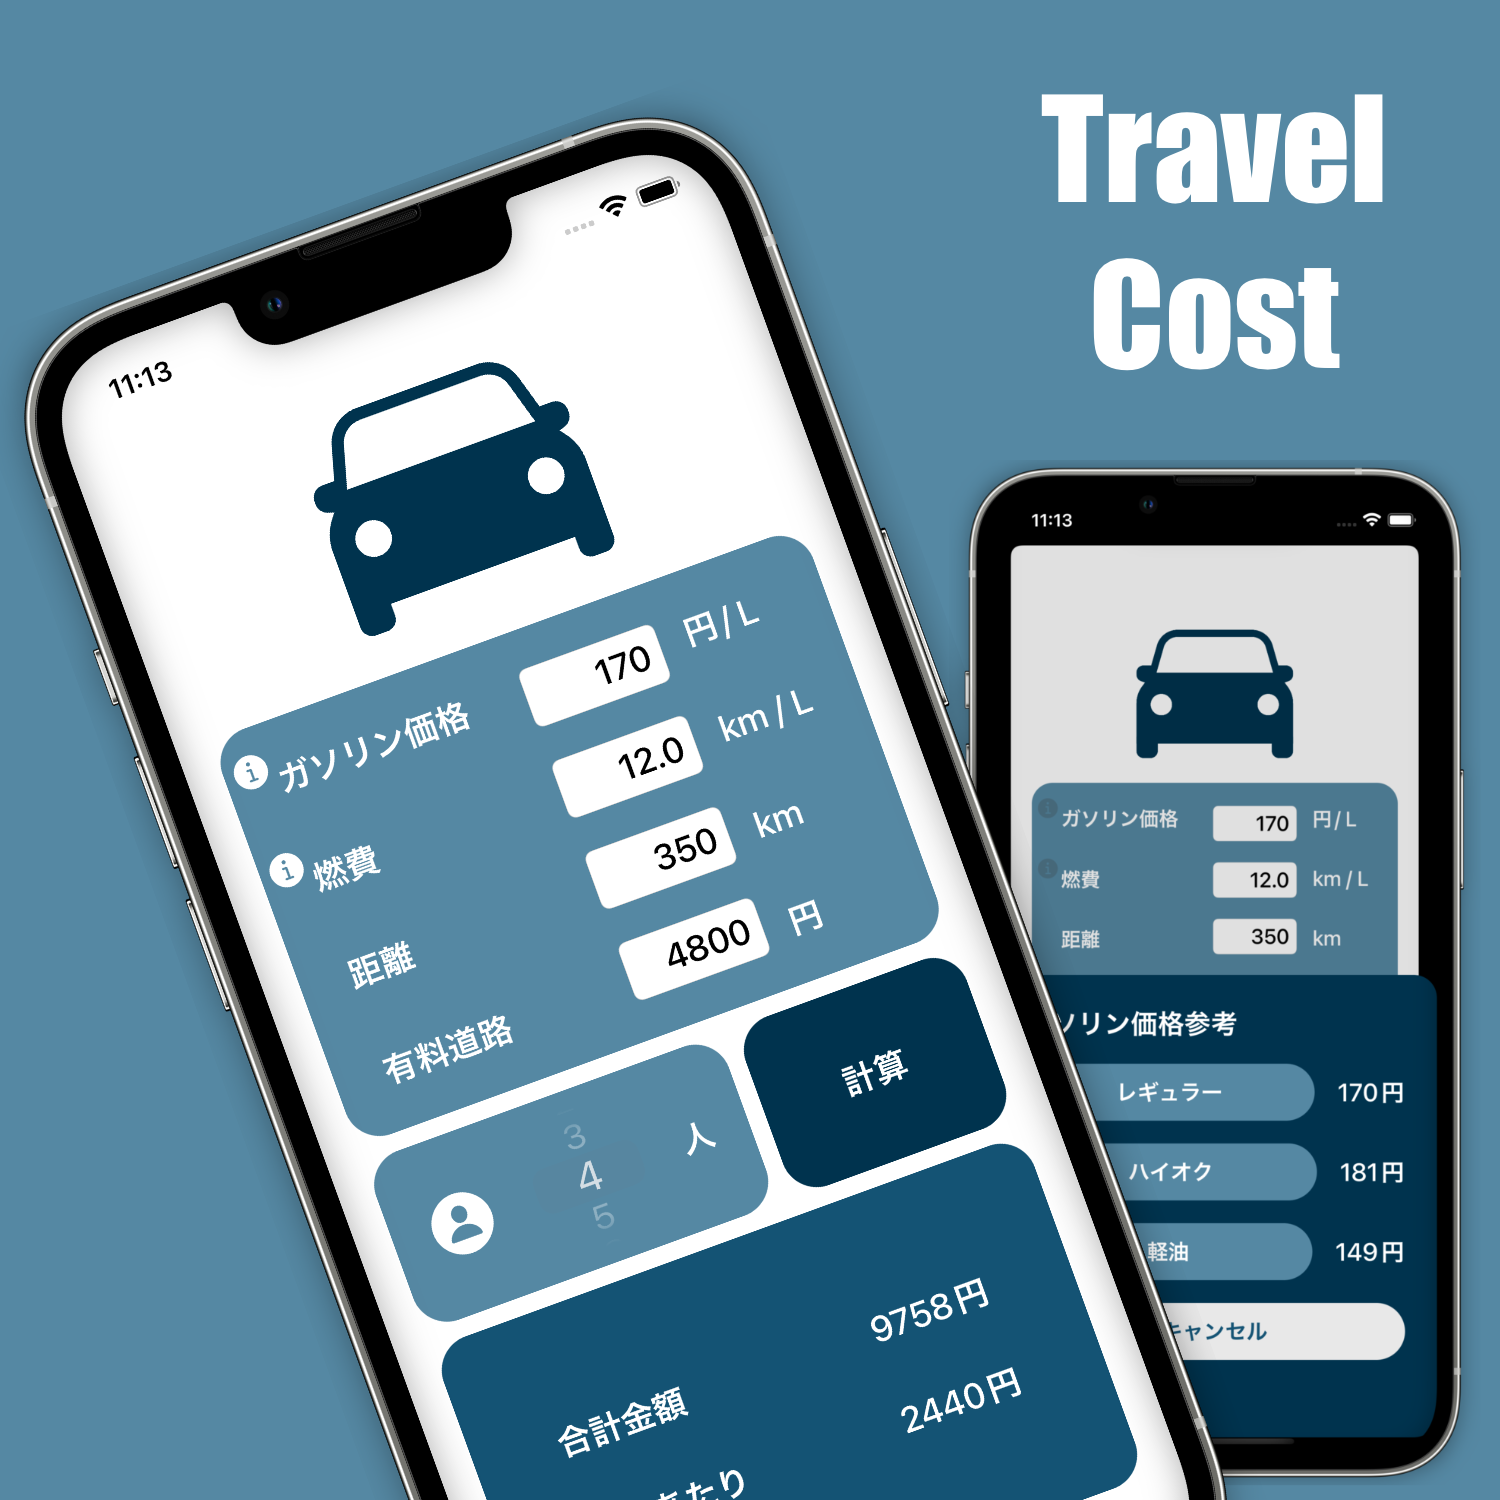 Travel
Cost
11:13
ガソリン価格 170 円/L
燃費 12.0 km/L
距離 350 km
有料道路 4800 円
3
4 人
5
計算
合計金額 9758円
たり 2440円
11:13
ガソリン価格 170 円/L
燃費 12.0 km/L
距離 350 km
ソリン価格参考
レギュラー 170円
ハイオク 181円
軽油 149円
キャンセル